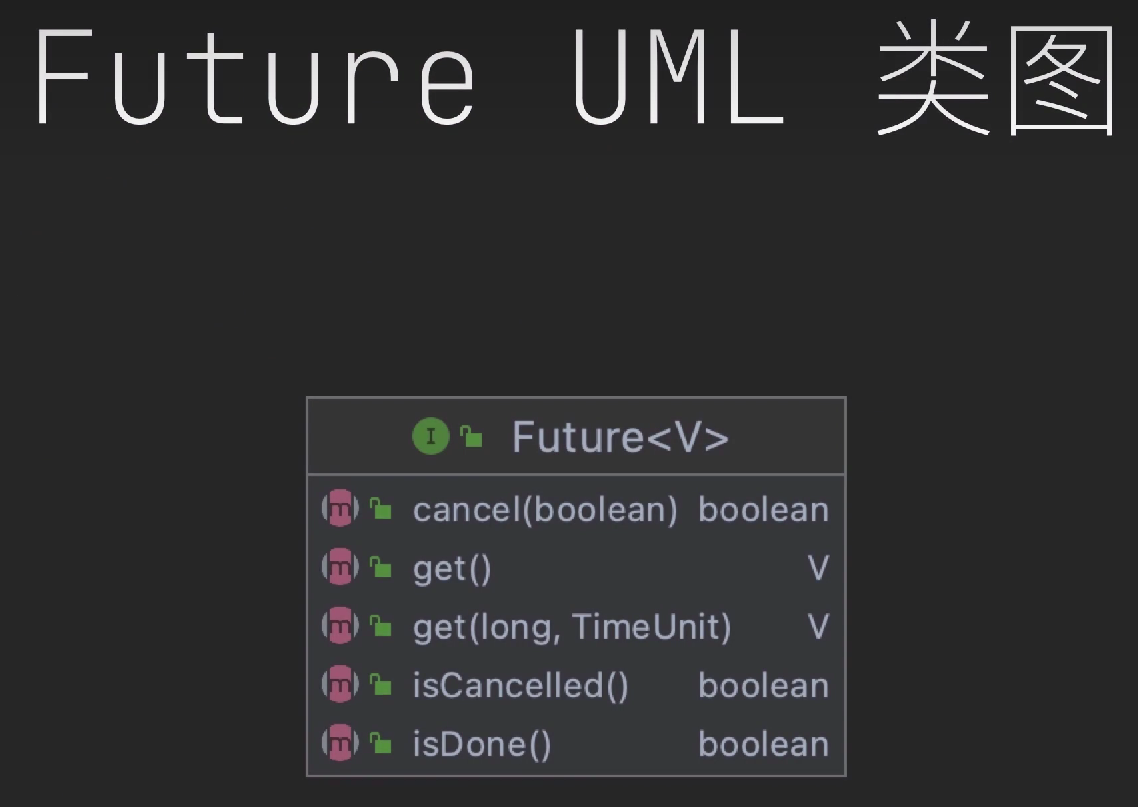 Future UML 类图
I Future<V>
m cancel(boolean) boolean
m get() V
m get(long, TimeUnit) V
m isCancelled() boolean
m isDone() boolean